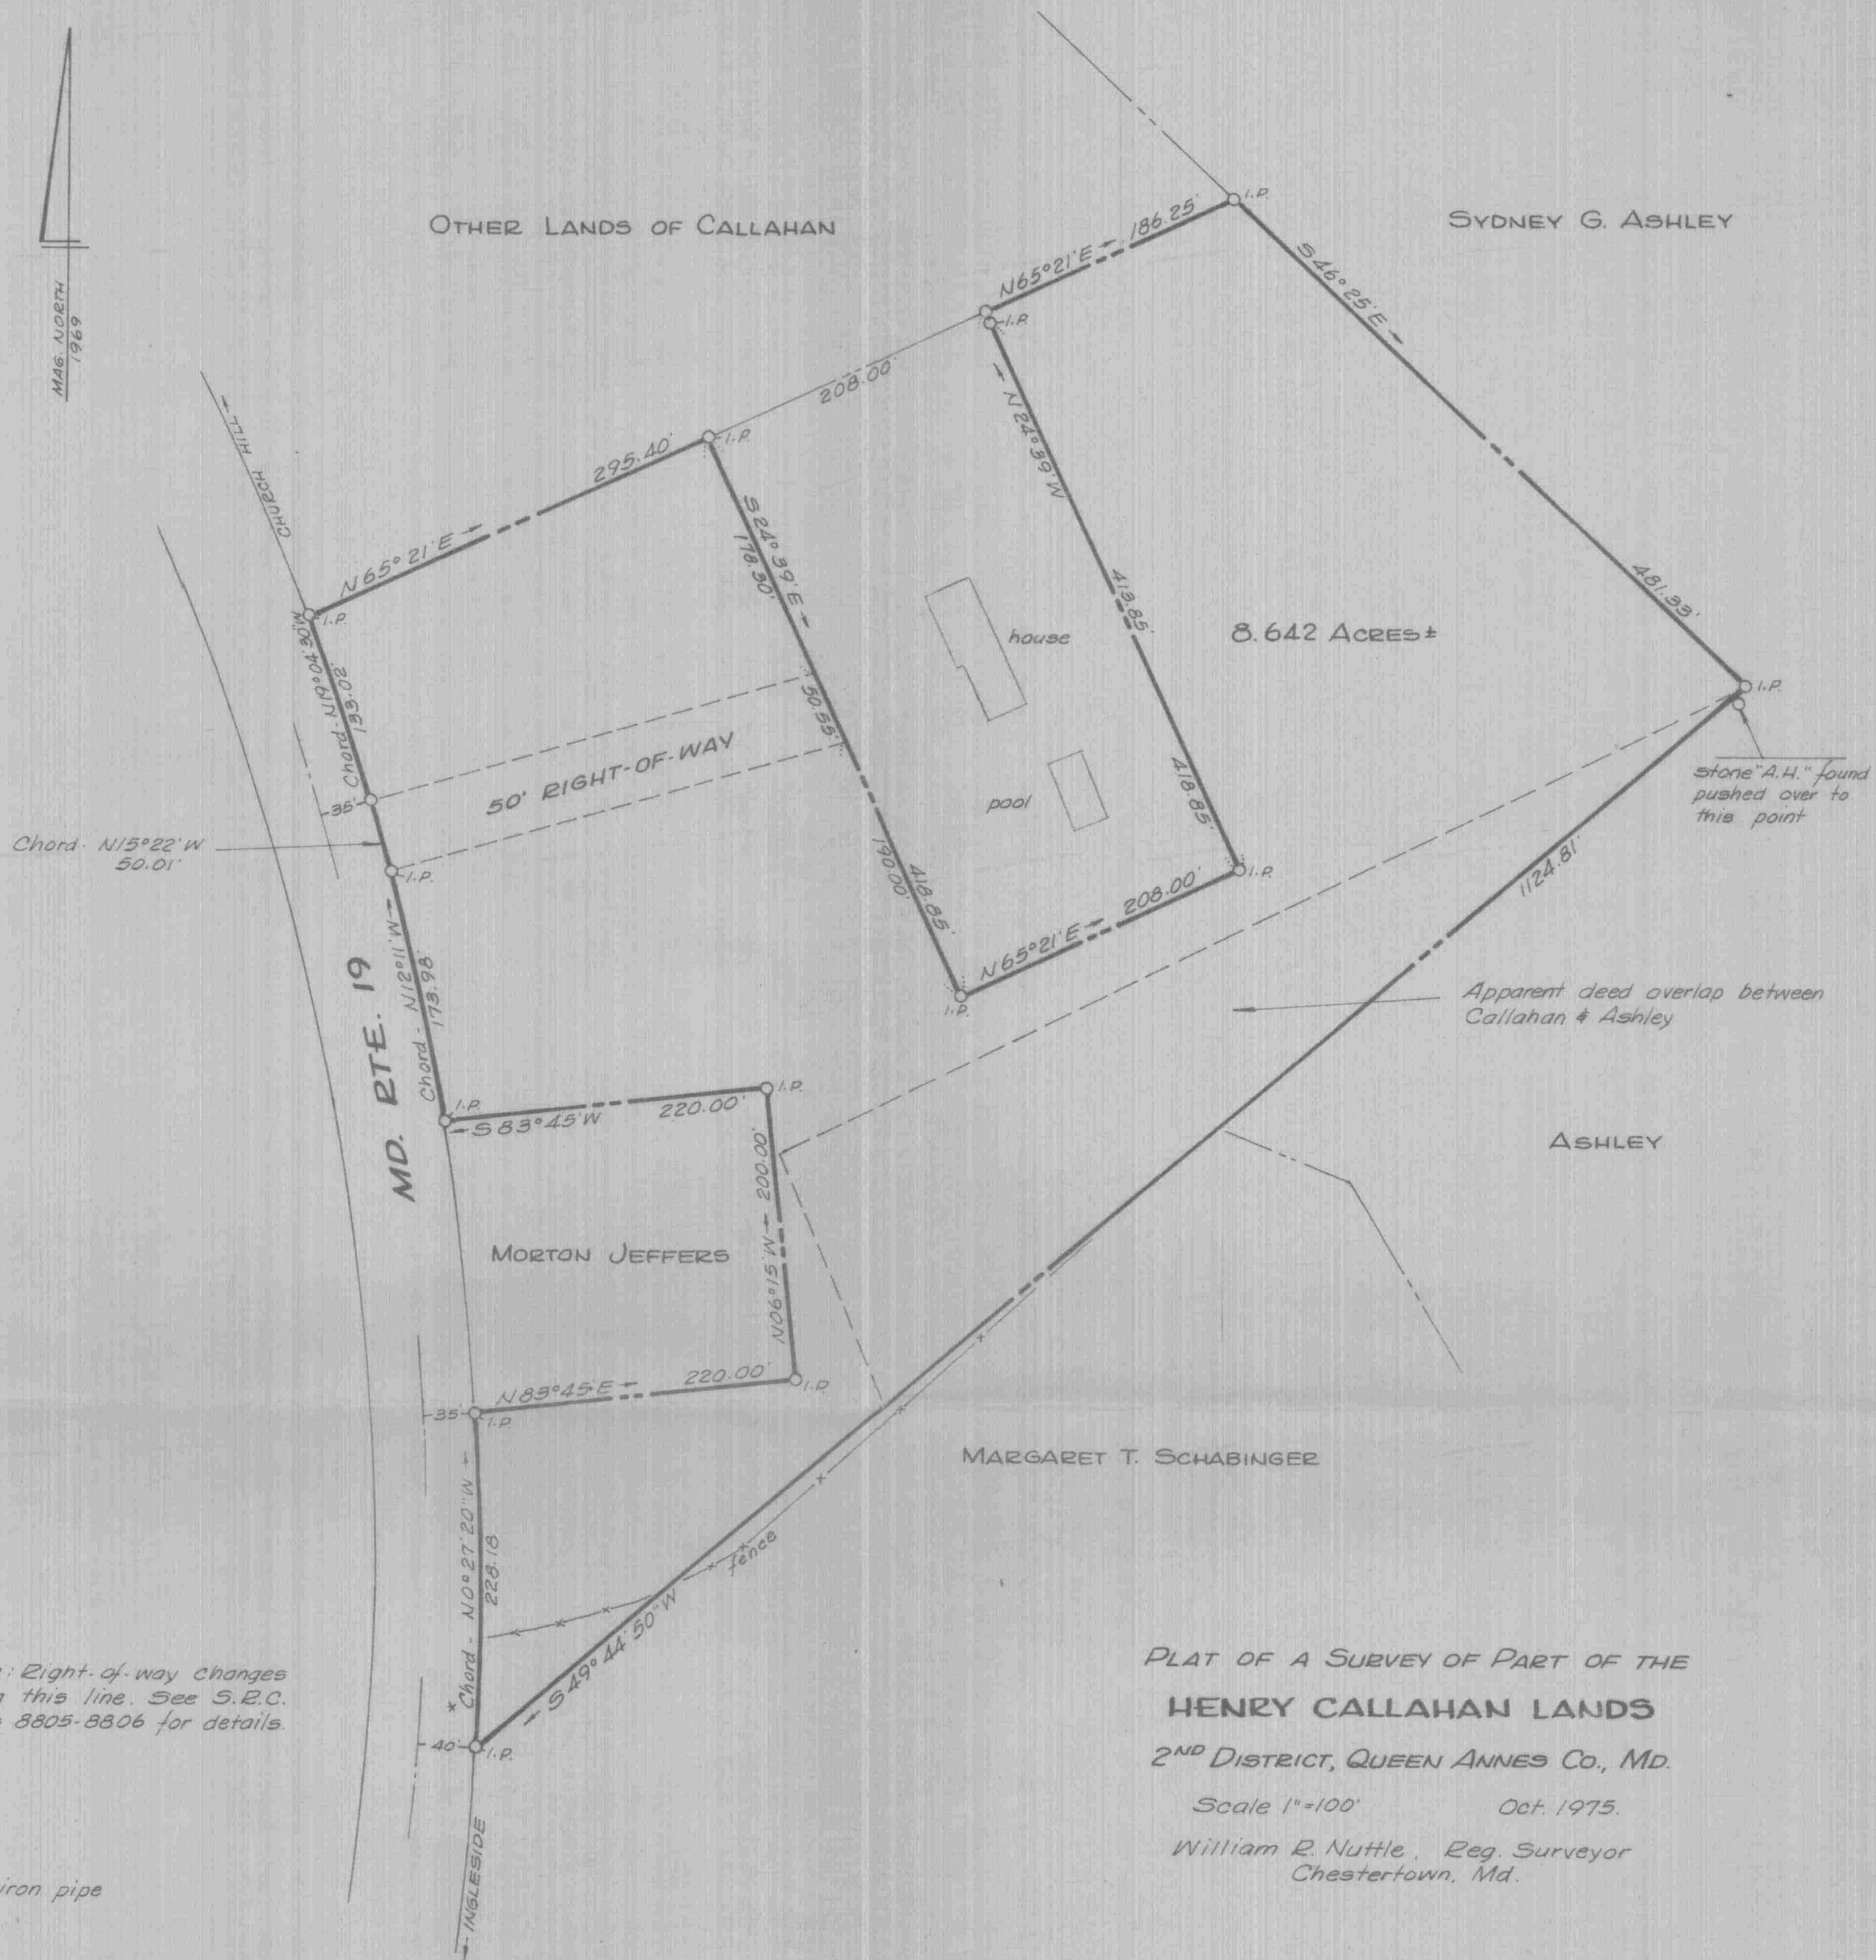 MAG. NORTH
1969
OTHER LANDS OF CALLAHAN
SYDNEY G. ASHLEY
I.P.
N65°21'E 186.25'
S46°25'E
481.33'
I.P.
I.P.
208.00'
N24°39'W
419.85'
418.85'
I.P.
CHURCH HILL
N65°21'E
295.40'
I.P.
I.P.
S24°39'E
178.30'
50.55'
190.00'
418.85'
house
pool
8.642 ACRES±
Chord - N19°04'30"W
133.02'
35'
50' RIGHT-OF-WAY
Chord - N15°22'W
50.01'
I.P.
stone "A.H." found
pushed over to
this point
1124.81'
N65°21'E 208.00'
I.P.
Apparent deed overlap between
Callahan & Ashley
MD. RTE. 19
Chord - N12°11'W
173.98'
I.P.
S83°45'W 220.00'
I.P.
ASHLEY
N06°15'W 200.00'
MORTON JEFFERS
N83°45'E 220.00'
I.P.
35'
I.P.
MARGARET T. SCHABINGER
* Chord - N0°27'20"W
228.18
fence
S49°44'50"W
: Right-of-way changes
this line. See S.R.C.
8805-8806 for details.
40'
I.P.
INGLESIDE
iron pipe
PLAT OF A SURVEY OF PART OF THE
HENRY CALLAHAN LANDS
2ND DISTRICT, QUEEN ANNES CO., MD.
Scale 1"=100' Oct. 1975.
William R. Nuttle, Reg. Surveyor
Chestertown, Md.